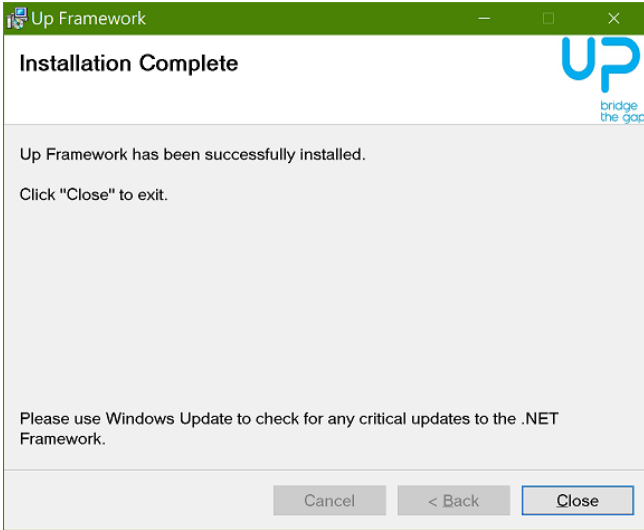 Up Framework
Installation Complete
UP
bridge
the gap
Up Framework has been successfully installed.
Click "Close" to exit.
Please use Windows Update to check for any critical updates to the .NET
Framework.
Cancel
< Back
Close